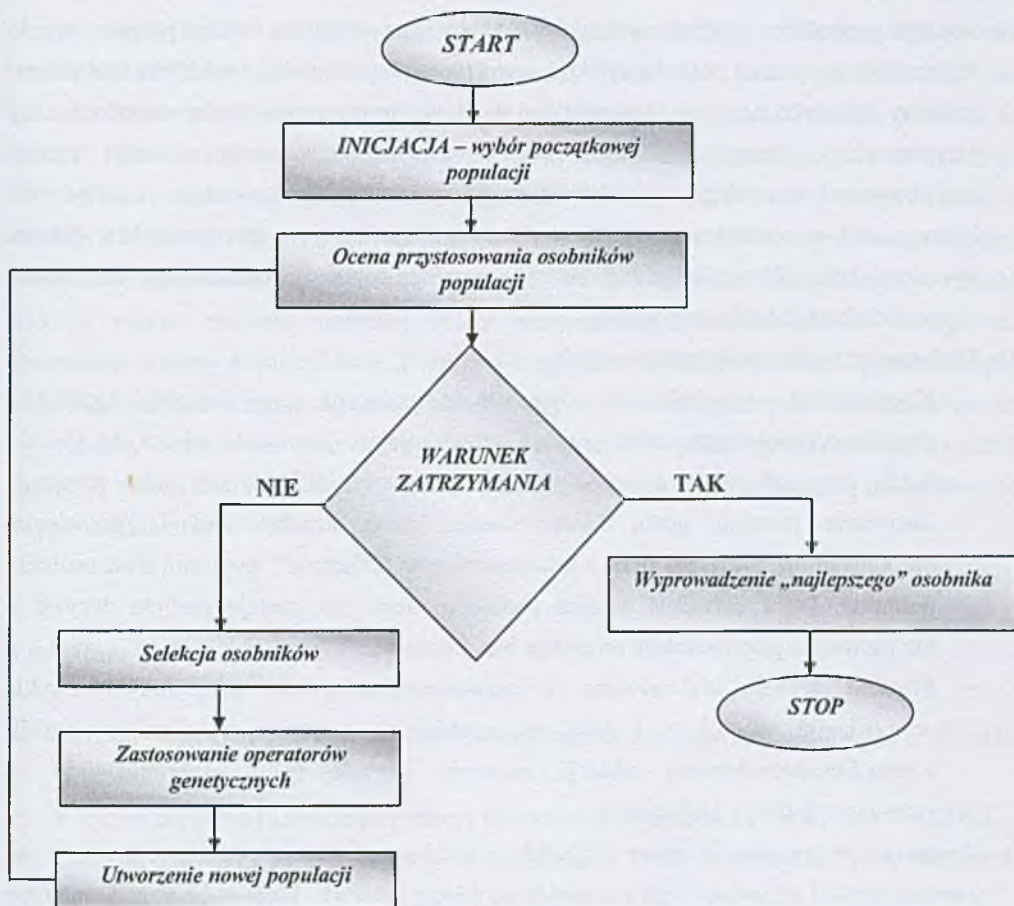 START
INICJACJA – wybór początkowej
populacji
Ocena przystosowania osobników
populacji
WARUNEK
ZATRZYMANIA
NIE
TAK
Wyprowadzenie „najlepszego” osobnika
Selekcja osobników
STOP
Zastosowanie operatorów
genetycznych
Utworzenie nowej populacji